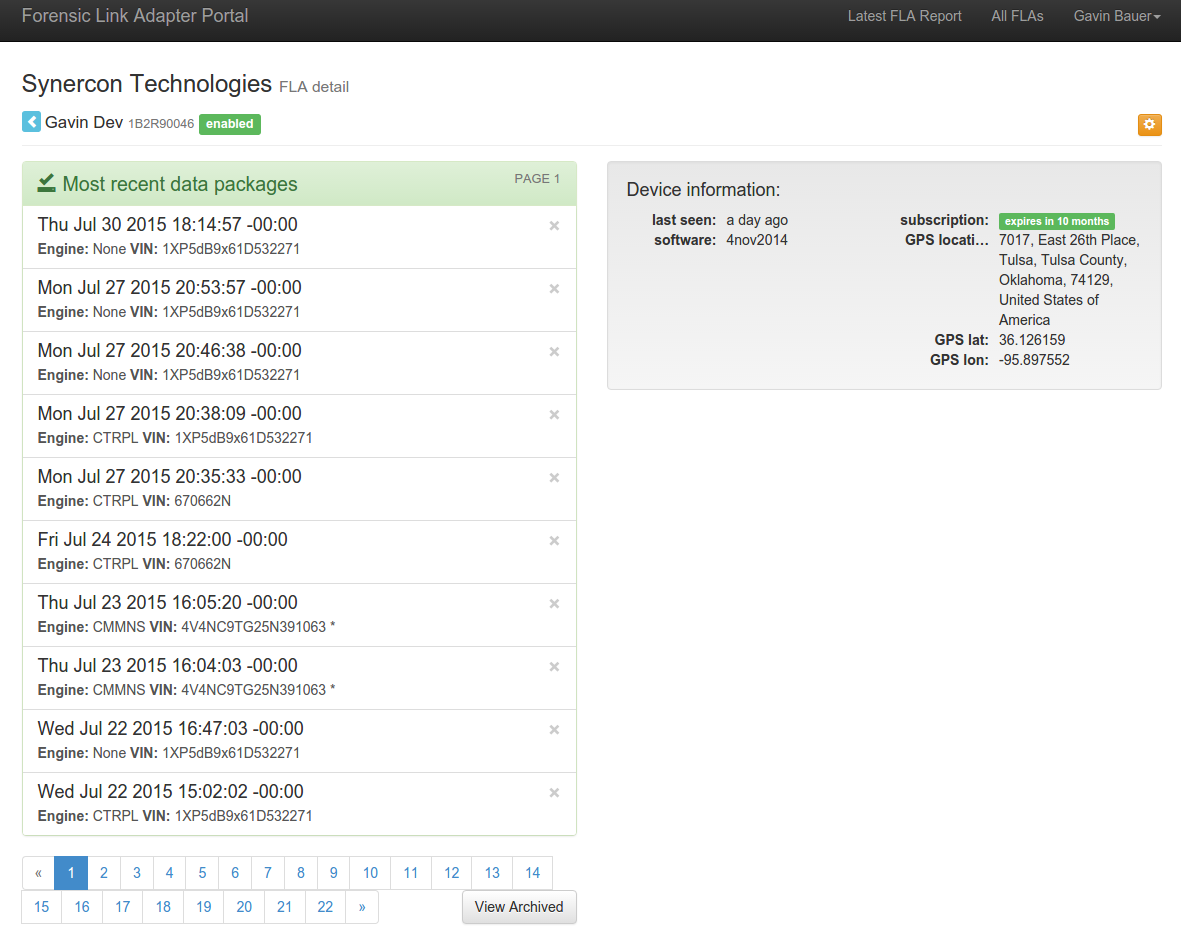 Forensic Link Adapter Portal
Latest FLA Report All FLAs Gavin Bauer
Synercon Technologies FLA detail
Gavin Dev 1B2R90046 enabled
Most recent data packages PAGE 1
Thu Jul 30 2015 18:14:57 -00:00 ×
Engine: None VIN: 1XP5dB9x61D532271
Mon Jul 27 2015 20:53:57 -00:00 ×
Engine: None VIN: 1XP5dB9x61D532271
Mon Jul 27 2015 20:46:38 -00:00 ×
Engine: None VIN: 1XP5dB9x61D532271
Mon Jul 27 2015 20:38:09 -00:00 ×
Engine: CTRPL VIN: 1XP5dB9x61D532271
Mon Jul 27 2015 20:35:33 -00:00 ×
Engine: CTRPL VIN: 670662N
Fri Jul 24 2015 18:22:00 -00:00 ×
Engine: CTRPL VIN: 670662N
Thu Jul 23 2015 16:05:20 -00:00 ×
Engine: CMMNS VIN: 4V4NC9TG25N391063 *
Thu Jul 23 2015 16:04:03 -00:00 ×
Engine: CMMNS VIN: 4V4NC9TG25N391063 *
Wed Jul 22 2015 16:47:03 -00:00 ×
Engine: None VIN: 1XP5dB9x61D532271
Wed Jul 22 2015 15:02:02 -00:00 ×
Engine: CTRPL VIN: 1XP5dB9x61D532271
« 1 2 3 4 5 6 7 8 9 10 11 12 13 14
15 16 17 18 19 20 21 22 »
View Archived
Device information:
last seen: a day ago
software: 4nov2014
subscription: expires in 10 months
GPS locati... 7017, East 26th Place,
Tulsa, Tulsa County,
Oklahoma, 74129,
United States of
America
GPS lat: 36.126159
GPS lon: -95.897552